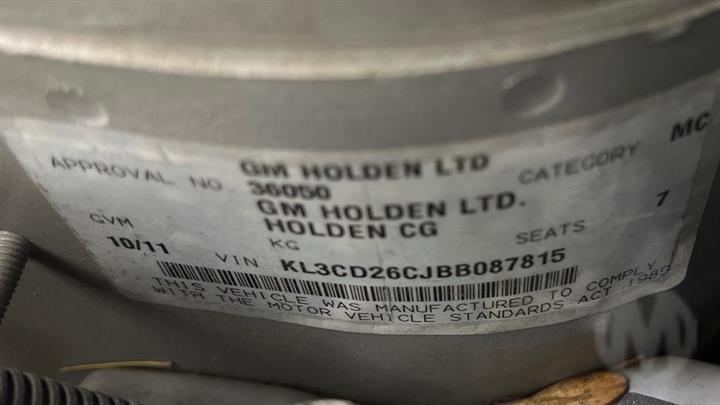 GM HOLDEN LTD
APPROVAL NO 36050 CATEGORY MC
GM HOLDEN LTD.
HOLDEN CG
GVM KG SEATS 7
10/11 VIN KL3CD26CJBB087815
THIS VEHICLE WAS MANUFACTURED TO COMPLY
WITH THE MOTOR VEHICLE STANDARDS ACT 1989
M